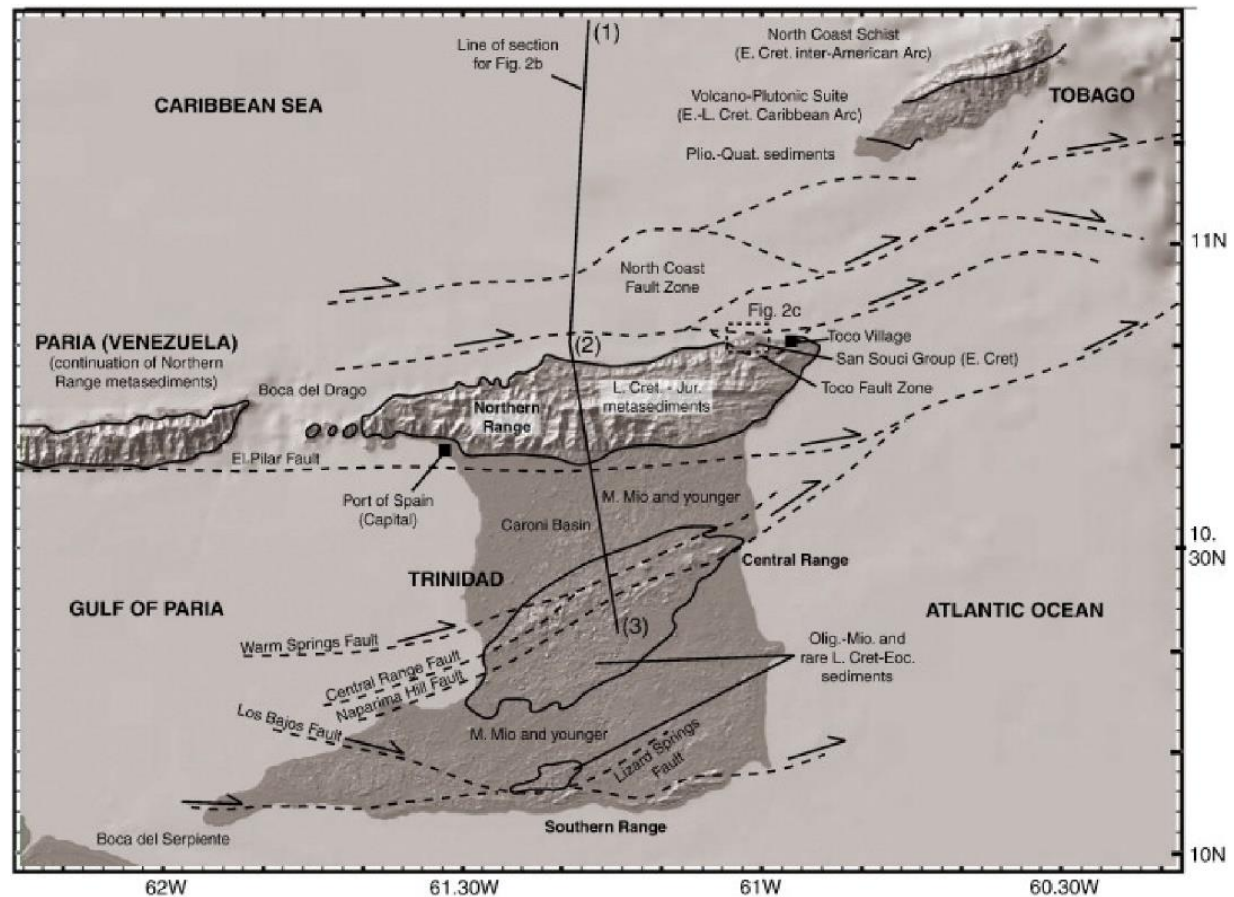 (1)
Line of section
for Fig. 2b
North Coast Schist
(E. Cret. inter-American Arc)
CARIBBEAN SEA
Volcano-Plutonic Suite
(E.-L. Cret. Caribbean Arc)
TOBAGO
Plio.-Quat. sediments
11N
North Coast
Fault Zone
Fig. 2c
PARIA (VENEZUELA)
(continuation of Northern
Range metasediments)
(2)
Toco Village
San Souci Group (E. Cret)
Toco Fault Zone
Boca del Drago
Northern
Range
L. Cret. - Jur.
metasediments
El-Pilar Fault
Port of Spain
(Capital)
M. Mio and younger
Caroni Basin
10.
30N
Central Range
TRINIDAD
GULF OF PARIA
ATLANTIC OCEAN
(3)
Warm Springs Fault
Central Range Fault
Naparima Hill Fault
Olig.-Mio. and
rare L. Cret-Eoc.
sediments
Los Bajos Fault
M. Mio and younger
Lizard Springs
Fault
Southern Range
Boca del Serpiente
10N
62W
61.30W
61W
60.30W